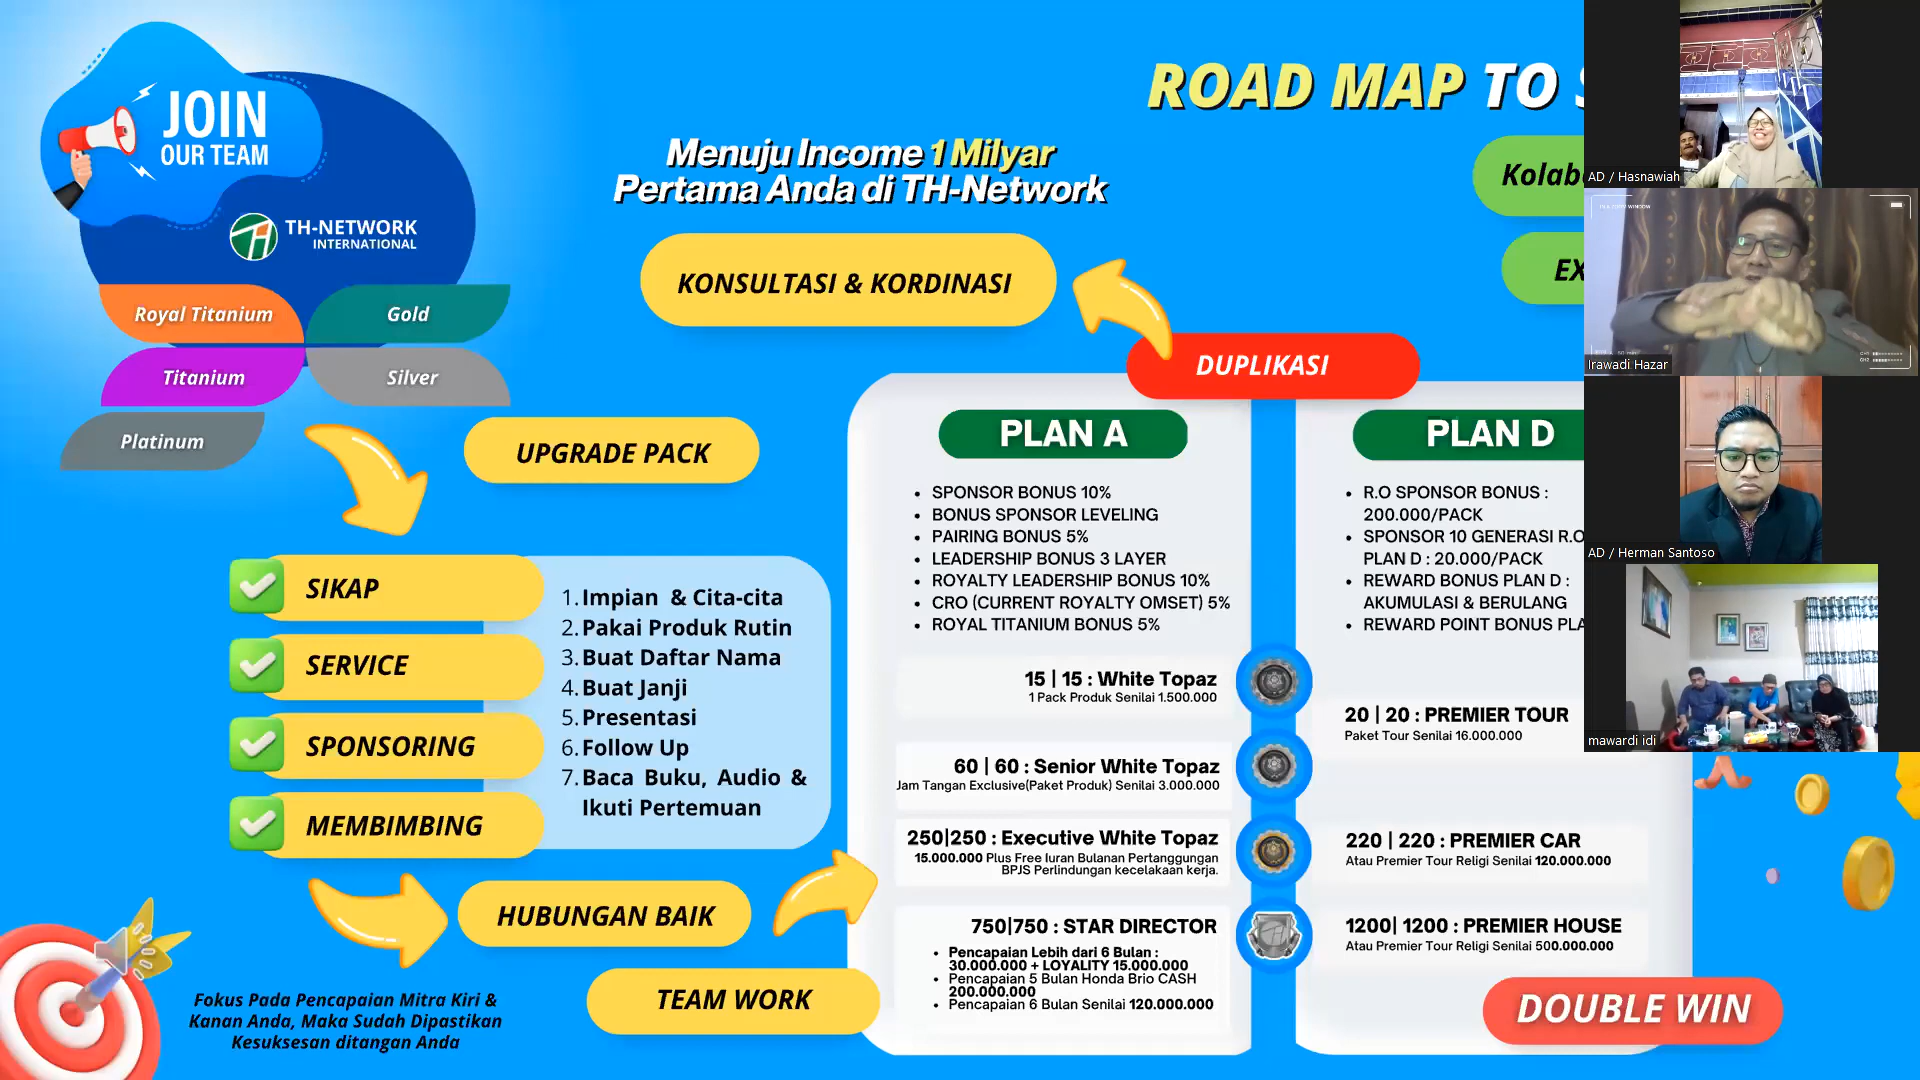 JOIN
OUR TEAM
TH-NETWORK
INTERNATIONAL
Royal Titanium
Gold
Titanium
Silver
Platinum
ROAD MAP TO
Menuju Income 1 Milyar
Pertama Anda di TH-Network
KONSULTASI & KORDINASI
Kolab
EX
DUPLIKASI
UPGRADE PACK
SIKAP
SERVICE
SPONSORING
MEMBIMBING
1. Impian & Cita-cita
2. Pakai Produk Rutin
3. Buat Daftar Nama
4. Buat Janji
5. Presentasi
6. Follow Up
7. Baca Buku, Audio &
Ikuti Pertemuan
HUBUNGAN BAIK
TEAM WORK
Fokus Pada Pencapaian Mitra Kiri &
Kanan Anda, Maka Sudah Dipastikan
Kesuksesan ditangan Anda
PLAN A
• SPONSOR BONUS 10%
• BONUS SPONSOR LEVELING
• PAIRING BONUS 5%
• LEADERSHIP BONUS 3 LAYER
• ROYALTY LEADERSHIP BONUS 10%
• CRO (CURRENT ROYALTY OMSET) 5%
• ROYAL TITANIUM BONUS 5%
15 | 15 : White Topaz
1 Pack Produk Senilai 1.500.000
60 | 60 : Senior White Topaz
Jam Tangan Exclusive(Paket Produk) Senilai 3.000.000
250|250 : Executive White Topaz
15.000.000 Plus Free Iuran Bulanan Pertanggungan
BPJS Perlindungan kecelakaan kerja.
750|750 : STAR DIRECTOR
• Pencapaian Lebih dari 6 Bulan :
30.000.000 + LOYALITY 15.000.000
• Pencapaian 5 Bulan Honda Brio CASH
200.000.000
• Pencapaian 6 Bulan Senilai 120.000.000
PLAN D
• R.O SPONSOR BONUS :
200.000/PACK
• SPONSOR 10 GENERASI R.O
PLAN D : 20.000/PACK
• REWARD BONUS PLAN D :
AKUMULASI & BERULANG
• REWARD POINT BONUS PLA
20 | 20 : PREMIER TOUR
Paket Tour Senilai 16.000.000
220 | 220 : PREMIER CAR
Atau Premier Tour Religi Senilai 120.000.000
1200| 1200 : PREMIER HOUSE
Atau Premier Tour Religi Senilai 500.000.000
DOUBLE WIN
AD / Hasnawiah
Irawadi Hazar
AD / Herman Santoso
mawardi idi